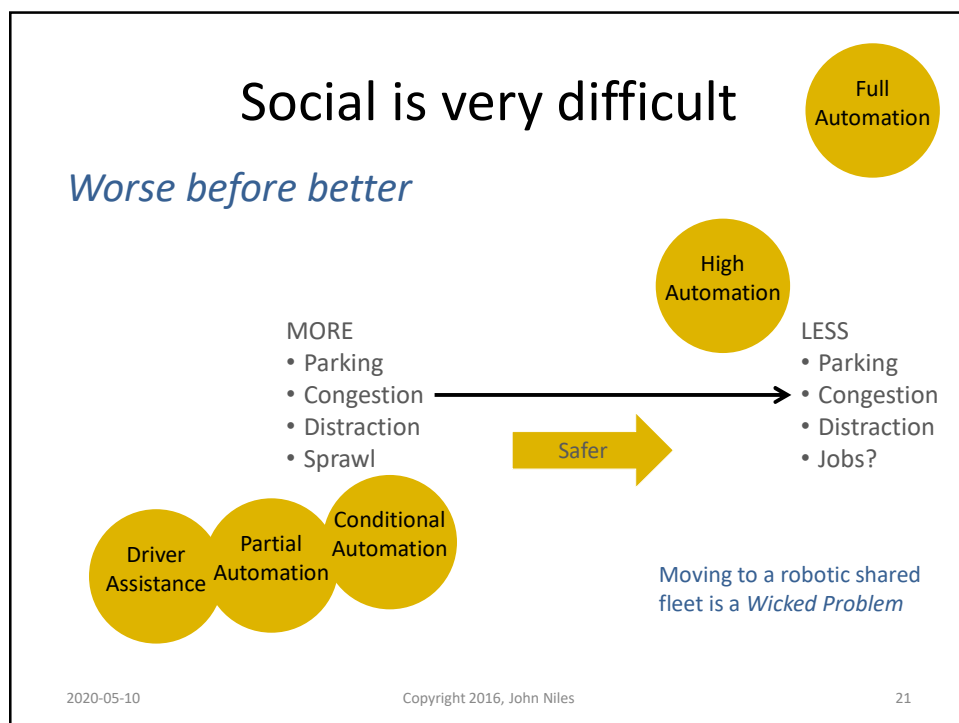 Social is very difficult
Full
Automation
Worse before better
High
Automation
MORE
• Parking
• Congestion
• Distraction
• Sprawl
LESS
• Parking
• Congestion
• Distraction
• Jobs?
Safer
Driver
Assistance
Partial
Automation
Conditional
Automation
Moving to a robotic shared
fleet is a Wicked Problem
2020-05-10
Copyright 2016, John Niles
21